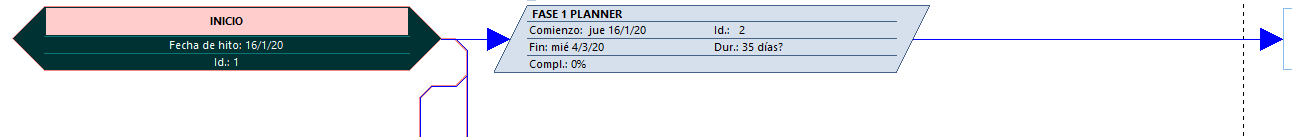 INICIO
Fecha de hito: 16/1/20
Id.: 1
FASE 1 PLANNER
Comienzo: jue 16/1/20 Id.: 2
Fin: mié 4/3/20 Dur.: 35 días?
Compl.: 0%